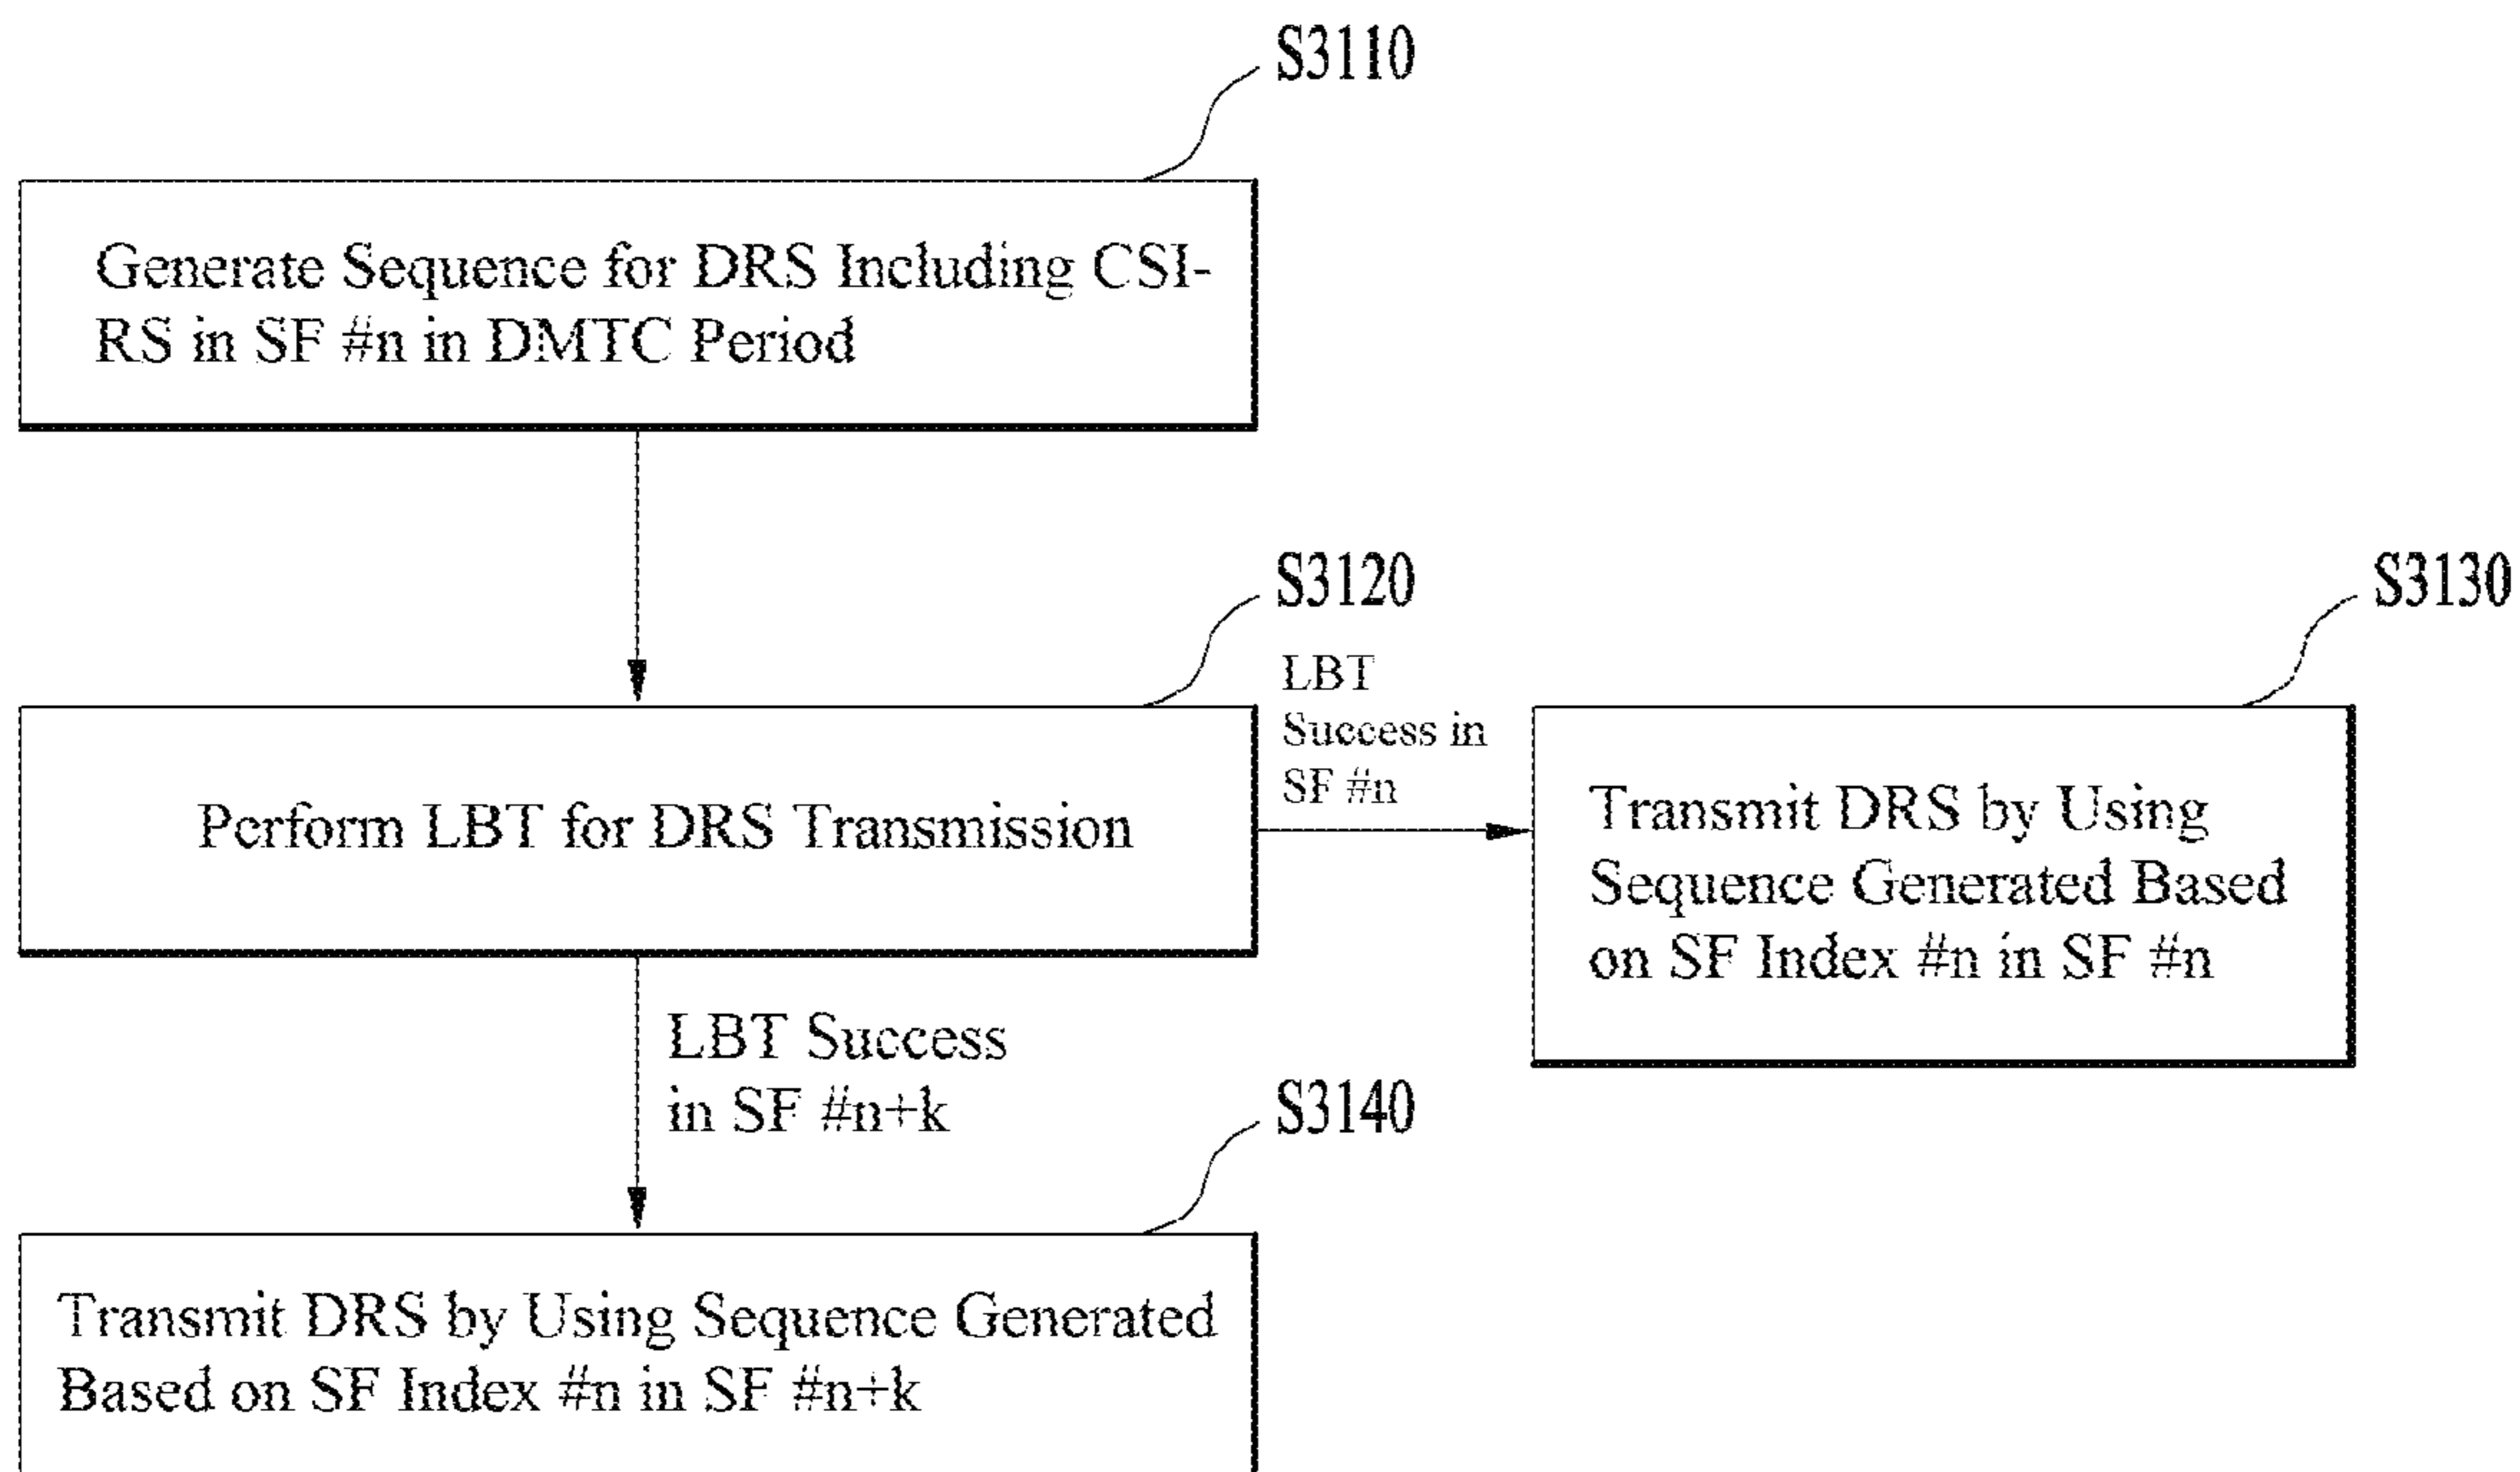 S3110
Generate Sequence for DRS Including CSI-
RS in SF #n in DMTC Period
S3120
S3130
LBT
Success in
SF #n
Perform LBT for DRS Transmission
Transmit DRS by Using
Sequence Generated Based
on SF Index #n in SF #n
LBT Success
in SF #n+k
S3140
Transmit DRS by Using Sequence Generated
Based on SF Index #n in SF #n+k